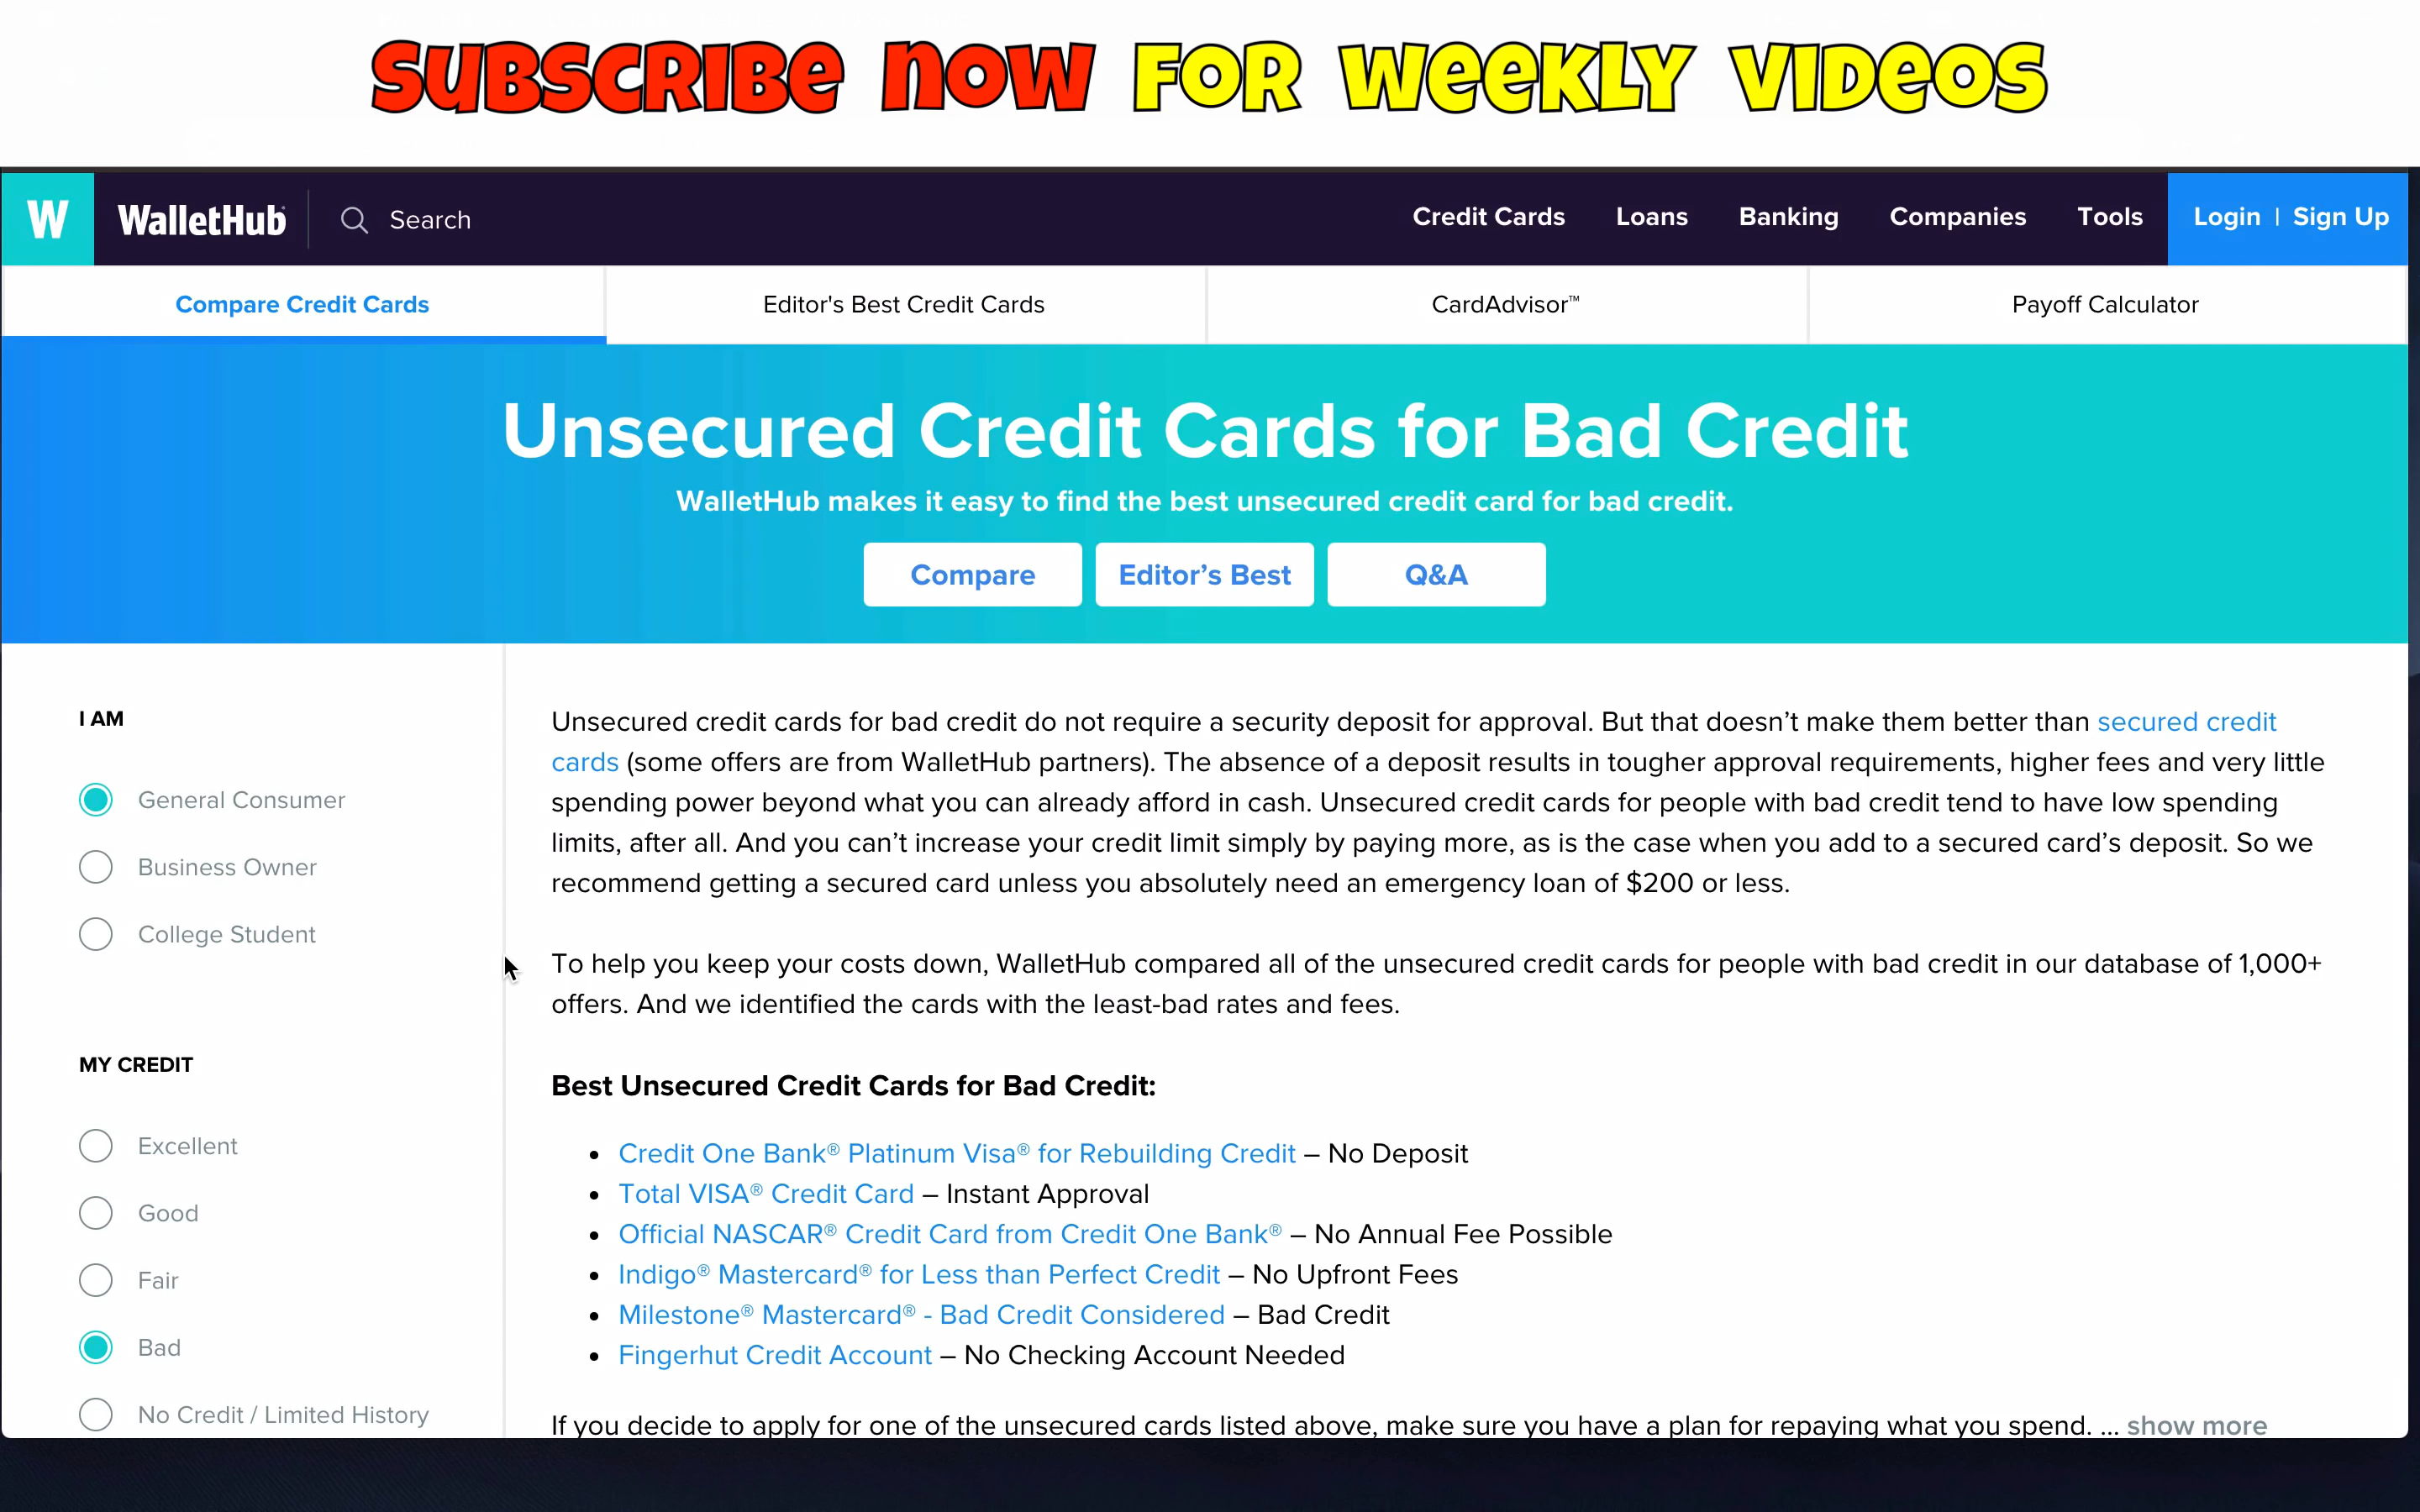 SUBSCRIBE NOW FOR WEEKLY VIDEOS
W WalletHub Search Credit Cards Loans Banking Companies Tools Login | Sign Up
Compare Credit Cards Editor's Best Credit Cards CardAdvisor™ Payoff Calculator
Unsecured Credit Cards for Bad Credit
WalletHub makes it easy to find the best unsecured credit card for bad credit.
Compare Editor’s Best Q&A
I AM
General Consumer
Business Owner
College Student
MY CREDIT
Excellent
Good
Fair
Bad
No Credit / Limited History
Unsecured credit cards for bad credit do not require a security deposit for approval. But that doesn’t make them better than secured credit
cards (some offers are from WalletHub partners). The absence of a deposit results in tougher approval requirements, higher fees and very little
spending power beyond what you can already afford in cash. Unsecured credit cards for people with bad credit tend to have low spending
limits, after all. And you can’t increase your credit limit simply by paying more, as is the case when you add to a secured card’s deposit. So we
recommend getting a secured card unless you absolutely need an emergency loan of $200 or less.
To help you keep your costs down, WalletHub compared all of the unsecured credit cards for people with bad credit in our database of 1,000+
offers. And we identified the cards with the least-bad rates and fees.
Best Unsecured Credit Cards for Bad Credit:
• Credit One Bank® Platinum Visa® for Rebuilding Credit – No Deposit
• Total VISA® Credit Card – Instant Approval
• Official NASCAR® Credit Card from Credit One Bank® – No Annual Fee Possible
• Indigo® Mastercard® for Less than Perfect Credit – No Upfront Fees
• Milestone® Mastercard® - Bad Credit Considered – Bad Credit
• Fingerhut Credit Account – No Checking Account Needed
If you decide to apply for one of the unsecured cards listed above, make sure you have a plan for repaying what you spend. ... show more